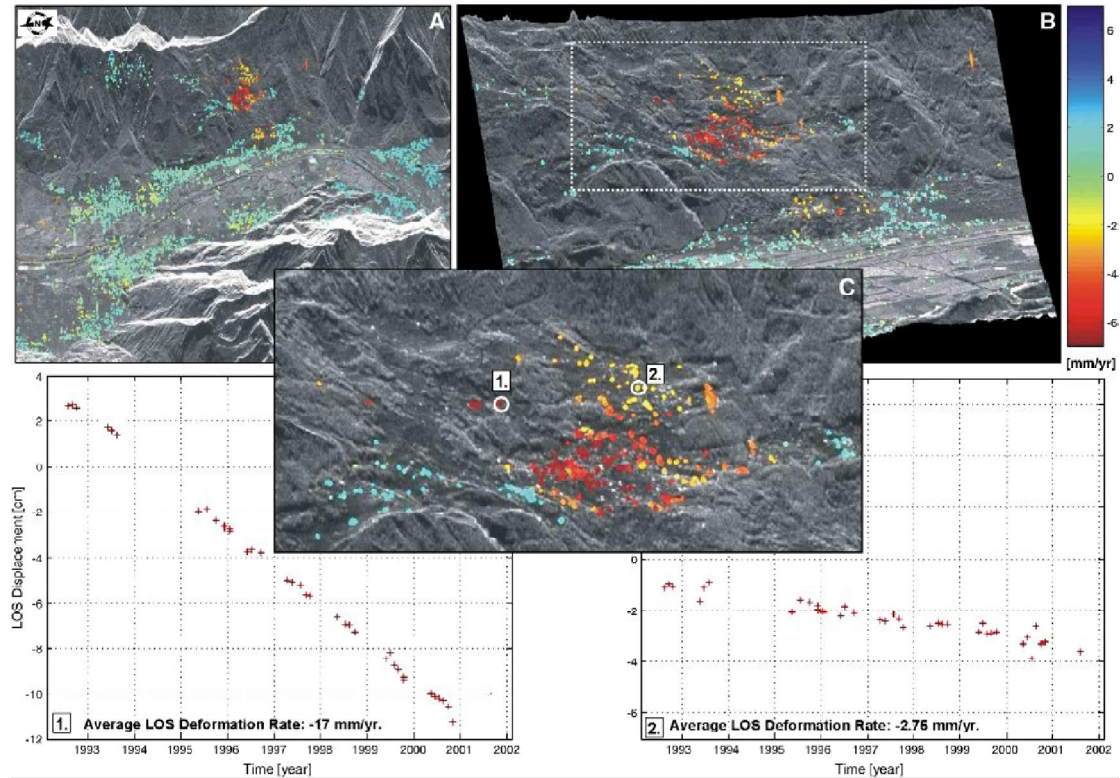 N
A
B
6
4
2
0
-2
-4
-6
[mm/yr]
C
1.
2.
4
2
0
-2
-4
-6
-8
-10
-12
LOS Displacement [cm]
1. Average LOS Deformation Rate: -17 mm/yr.
1993 1994 1995 1996 1997 1998 1999 2000 2001 2002
Time [year]
0
-2
-4
-6
2. Average LOS Deformation Rate: -2.75 mm/yr.
1993 1994 1995 1996 1997 1998 1999 2000 2001 2002
Time [year]